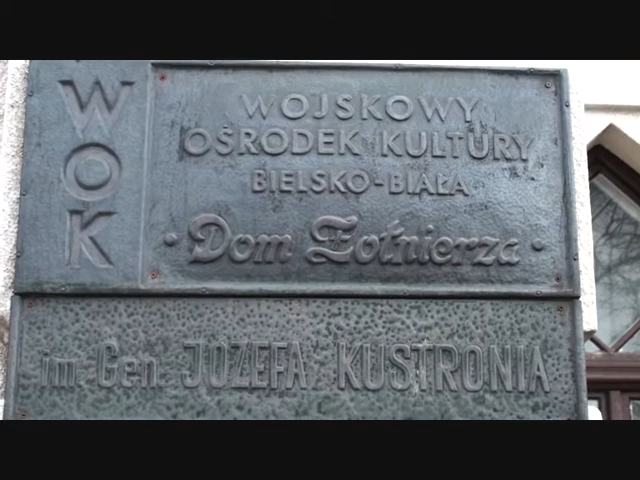 WOK
WOJSKOWY
OŚRODEK KULTURY
BIELSKO-BIAŁA
• Dom Żołnierza •
im. Gen. JÓZEFA KUSTRONIA